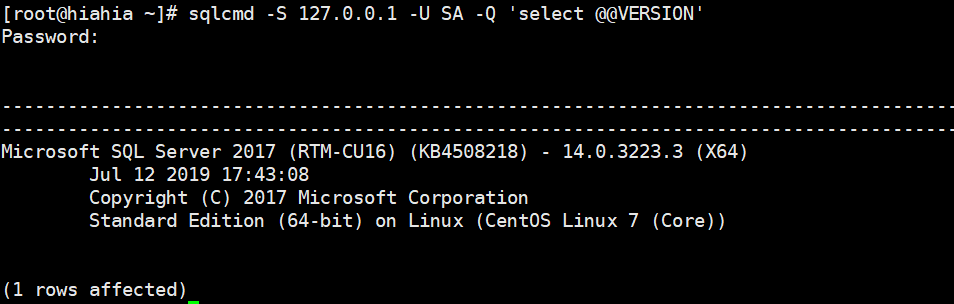 [root@hiahia ~]# sqlcmd -S 127.0.0.1 -U SA -Q 'select @@VERSION'
Password:
---------------------------------------------------------------------------------------
---------------------------------------------------------------------------------------
Microsoft SQL Server 2017 (RTM-CU16) (KB4508218) - 14.0.3223.3 (X64)
        Jul 12 2019 17:43:08
        Copyright (C) 2017 Microsoft Corporation
        Standard Edition (64-bit) on Linux (CentOS Linux 7 (Core))
(1 rows affected)